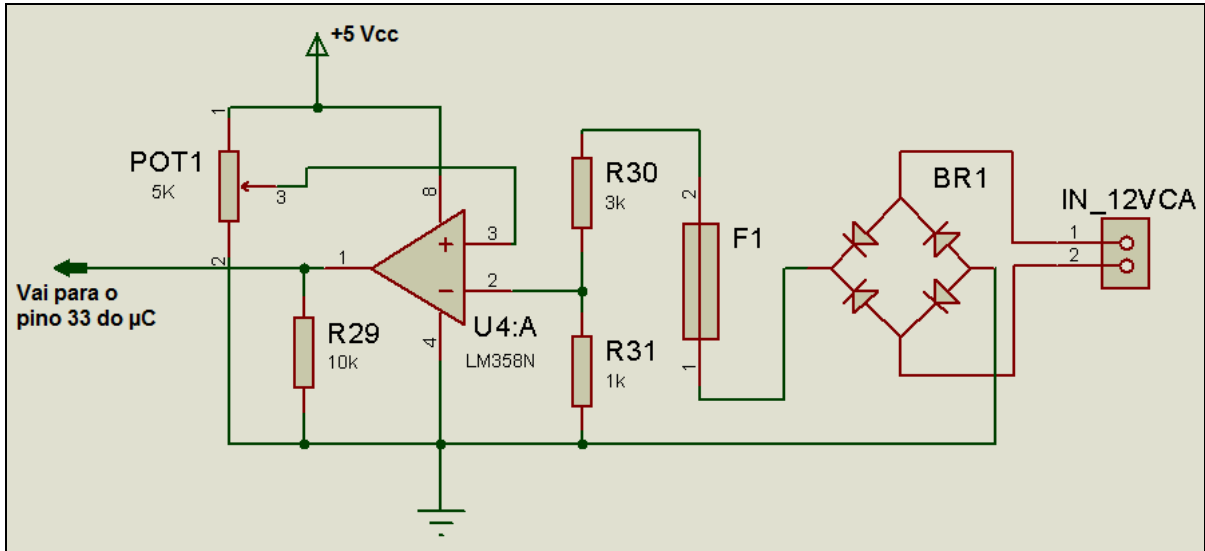 +5 Vcc
1
POT1
5K
3
2
8
+
3
-
2
1
4
U4:A
LM358N
Vai para o
pino 33 do µC
R29
10k
R30
3k
R31
1k
2
F1
1
BR1
IN_12VCA
1
2